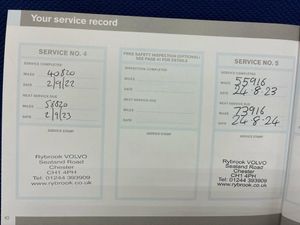 Your service record
SERVICE NO. 4
SERVICE COMPLETED
MILES 40820
DATE 2/9/22
NEXT SERVICE DUE
MILES 56820
DATE 2/9/23
SERVICE STAMP
Rybrook VOLVO
Sealand Road
Chester
CH1 4PH
Tel: 01244 393909
www.rybrook.co.uk
FREE SAFETY INSPECTION (OPTIONAL)
SEE PAGE 41 FOR DETAILS
INSPECTION COMPLETED
MILES
DATE
NEXT SERVICE DUE
MILES
DATE
SERVICE STAMP
SERVICE NO. 5
SERVICE COMPLETED
MILES 55916
DATE 24.8.23
NEXT SERVICE DUE
MILES 73916
DATE 24.8.24
SERVICE STAMP
Rybrook VOLVO
Sealand Road
Chester
CH1 4PH
Tel: 01244 393909
www.rybrook.co.uk